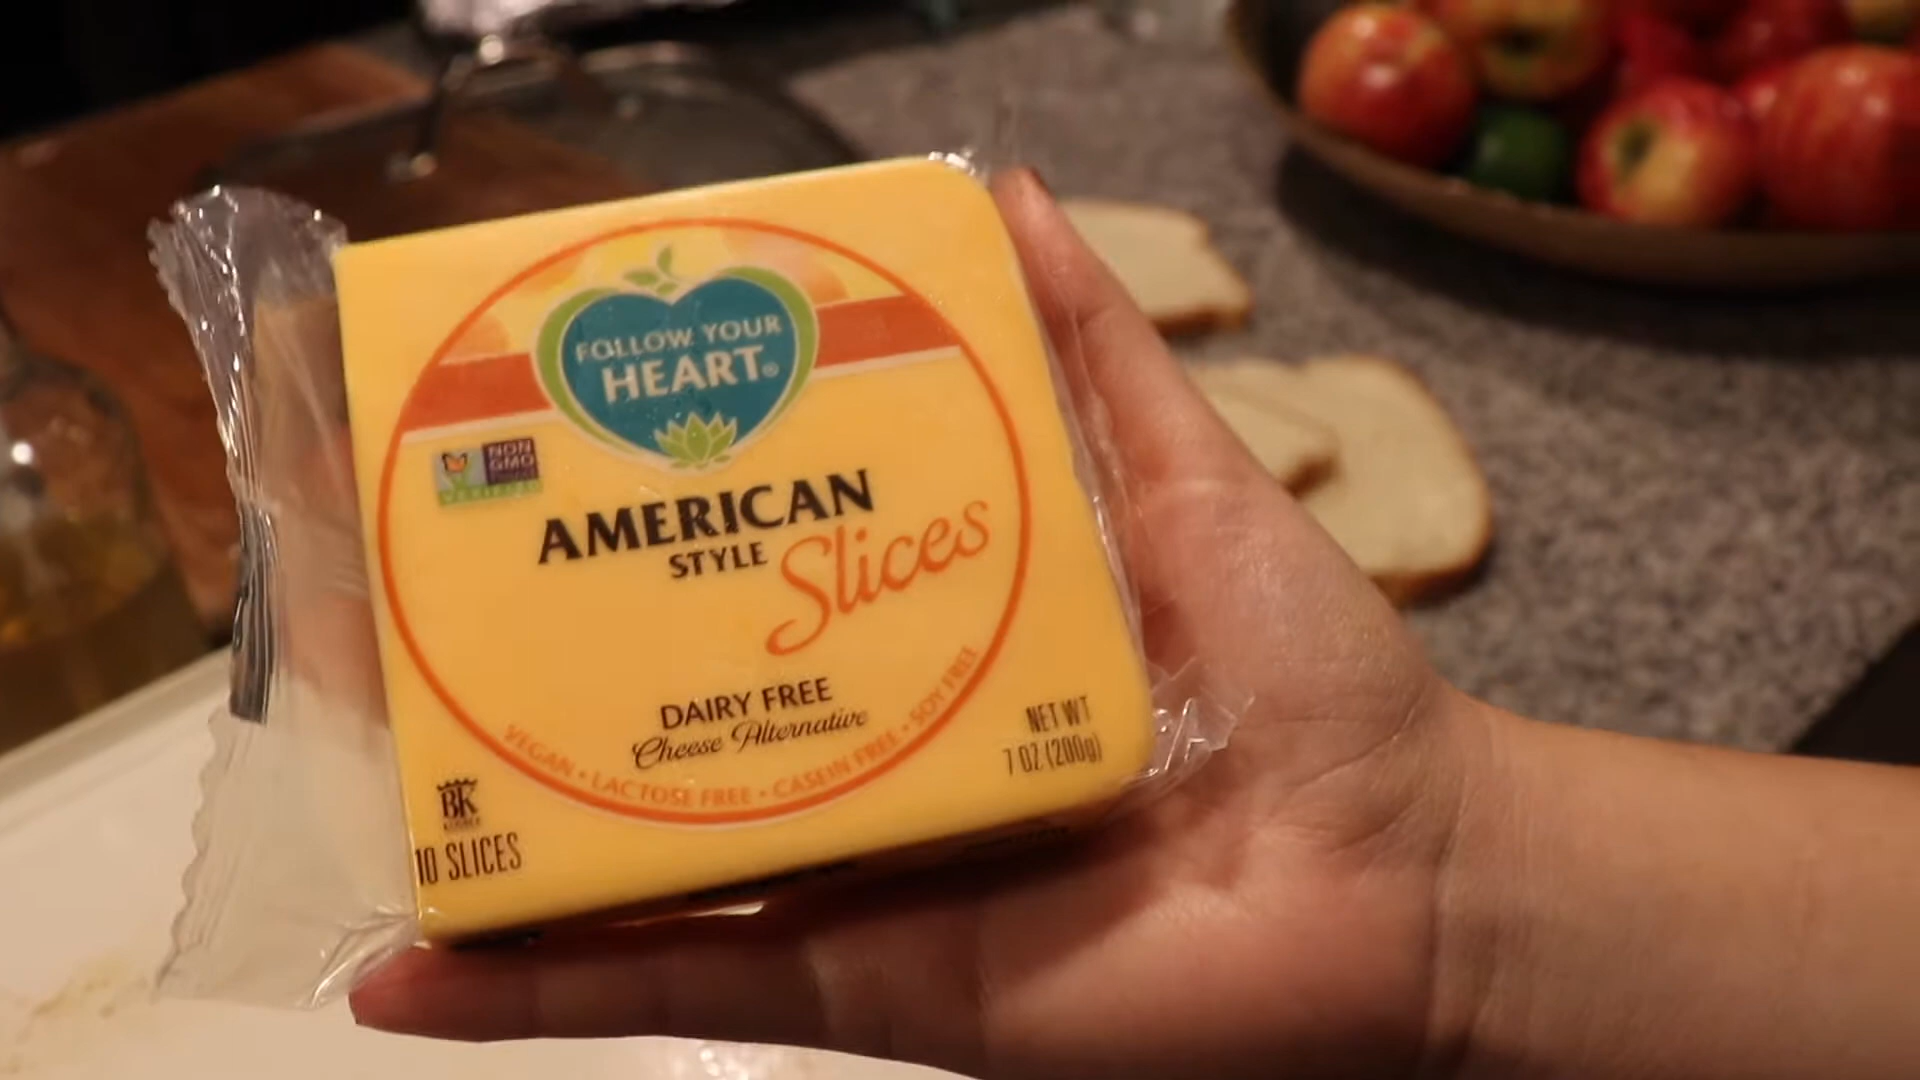 FOLLOW YOUR
HEART®
NON
GMO
AMERICAN
STYLE
Slices
DAIRY FREE
Cheese Alternative
VEGAN • LACTOSE FREE • CASEIN FREE • SOY FREE
NET WT
7 OZ (200g)
BK
10 SLICES